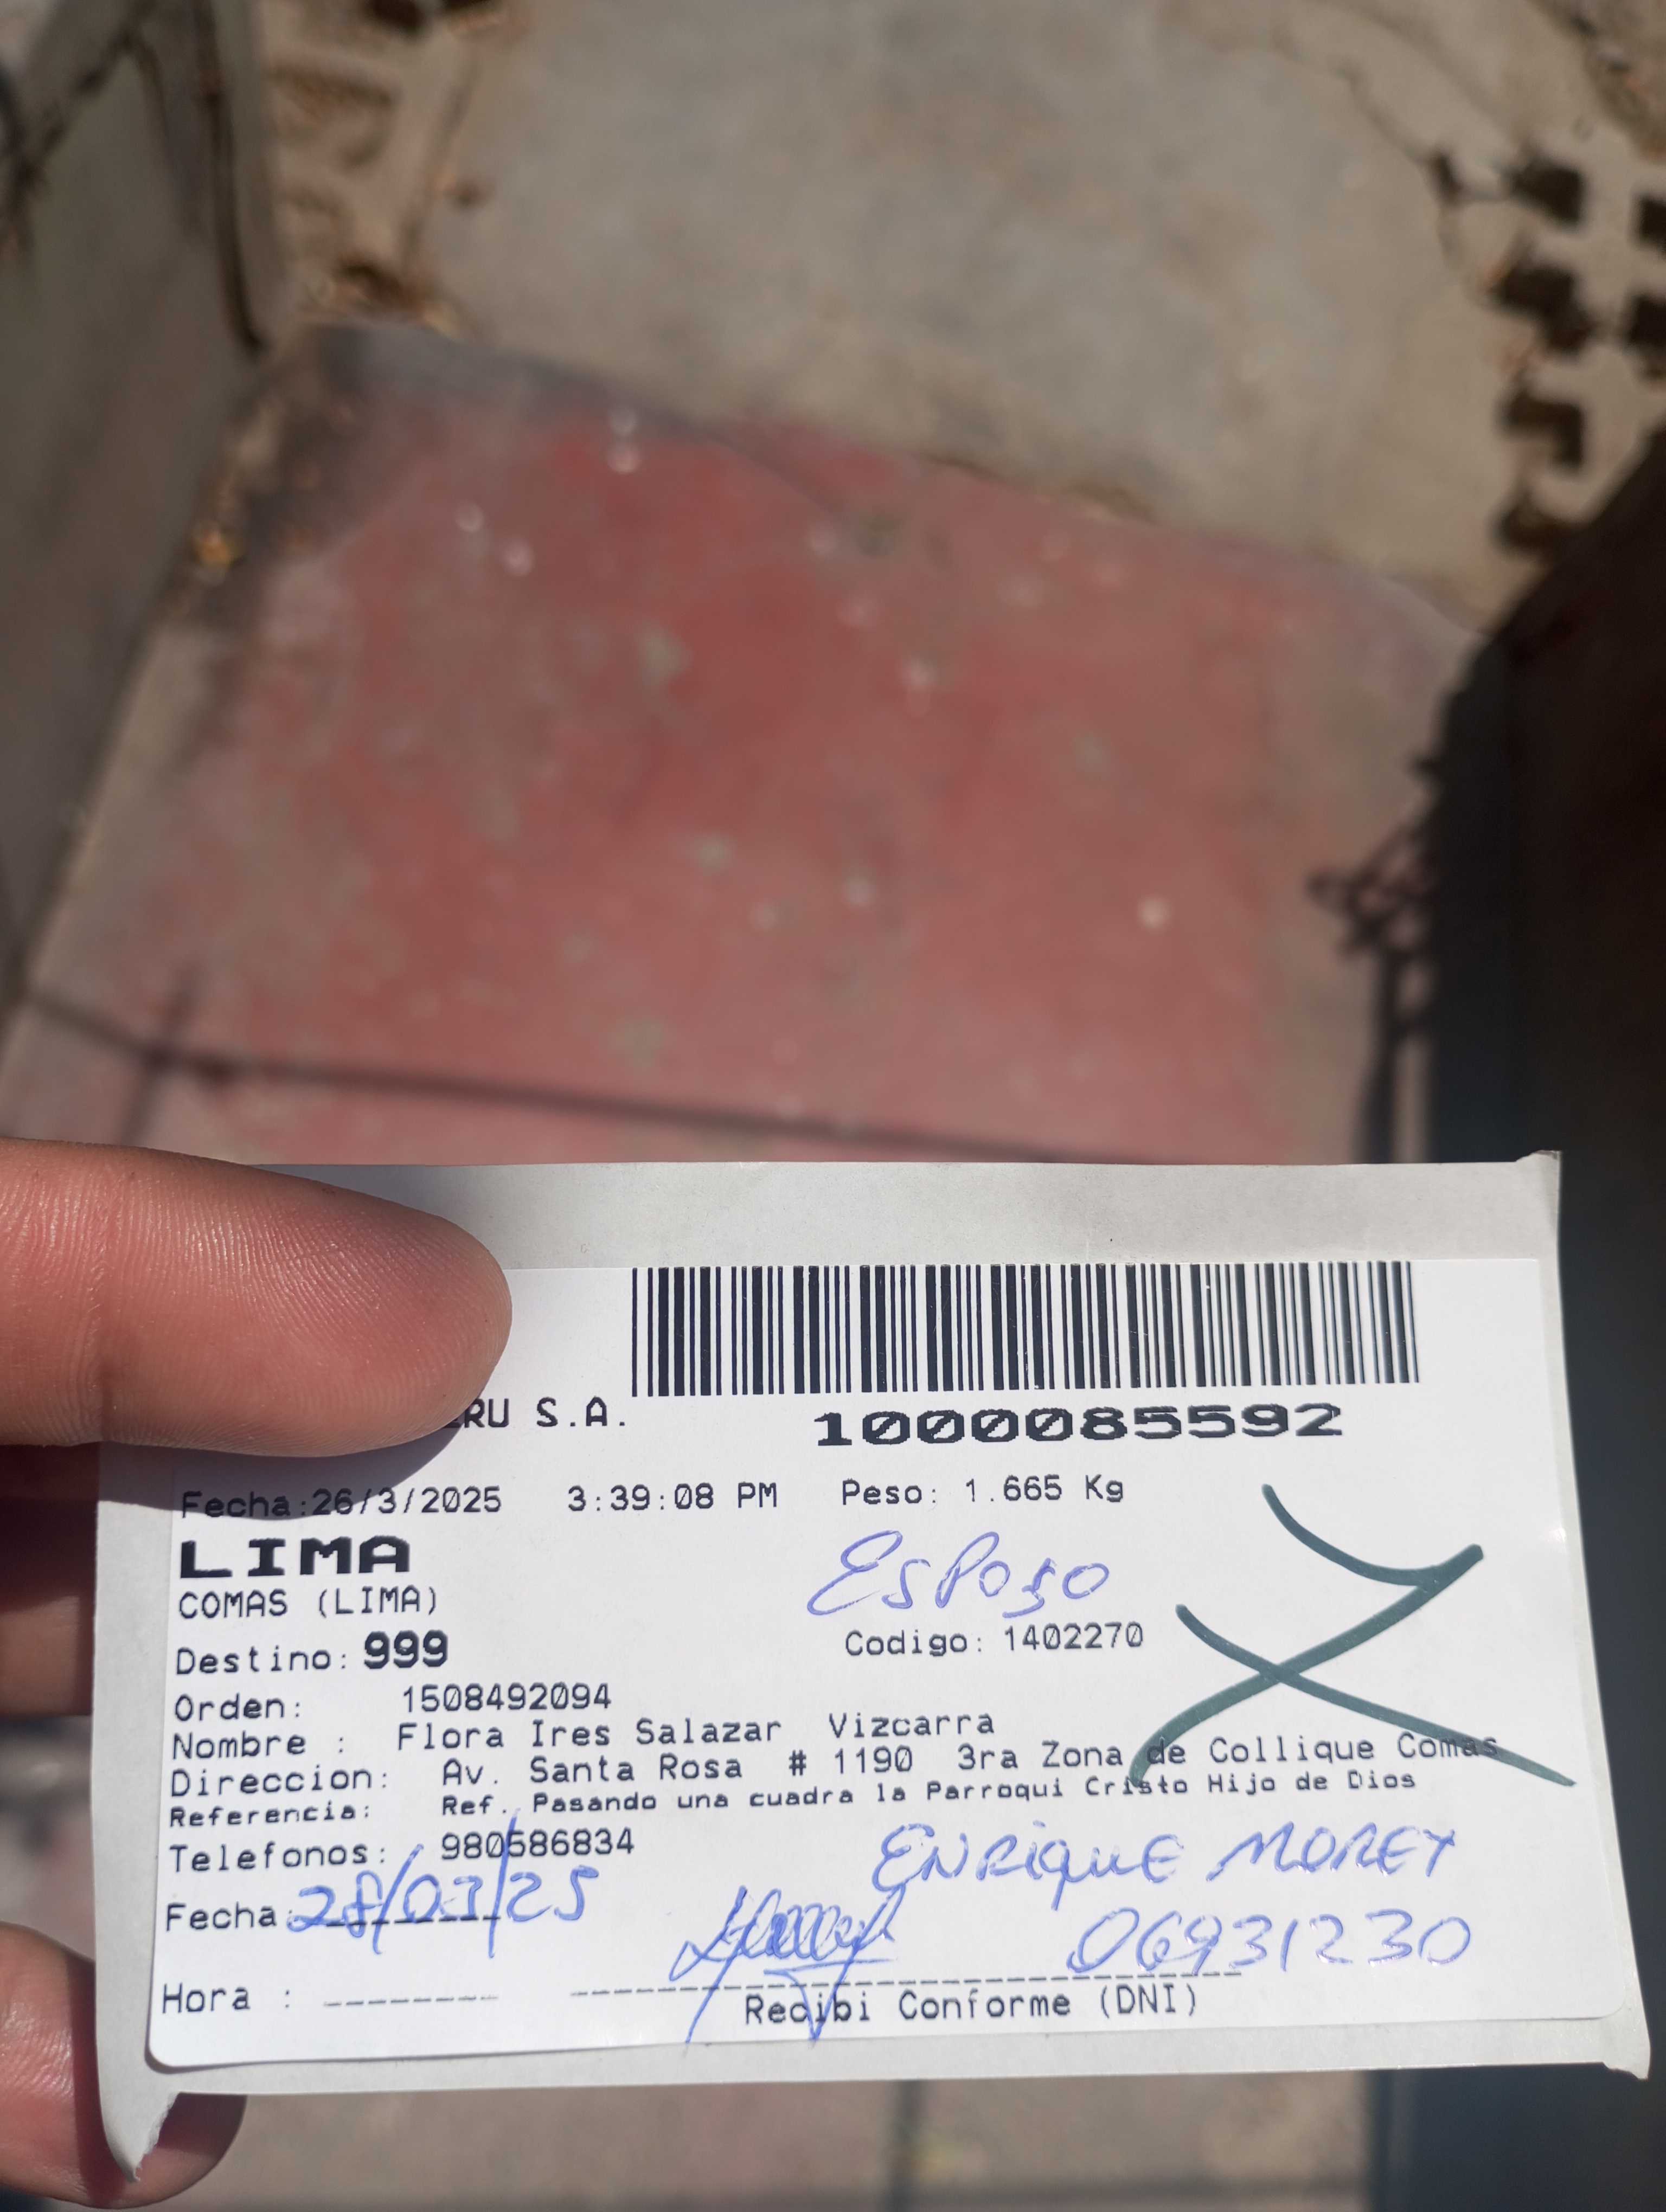 ERU S.A.
1000085592
Fecha:26/3/2025 3:39:08 PM Peso: 1.665 Kg
LIMA
COMAS (LIMA)
Esposo
Destino: 999
Codigo: 1402270
Orden: 1508492094
Nombre : Flora Ires Salazar Vizcarra
Direccion: Av. Santa Rosa # 1190 3ra Zona de Collique Comas
Referencia: Ref. Pasando una cuadra la Parroqui Cristo Hijo de Dios
Telefonos: 980586834
ENRIQUE MOREY
Fecha: 28/03/25
06931230
Hora : --------
Recibi Conforme (DNI)